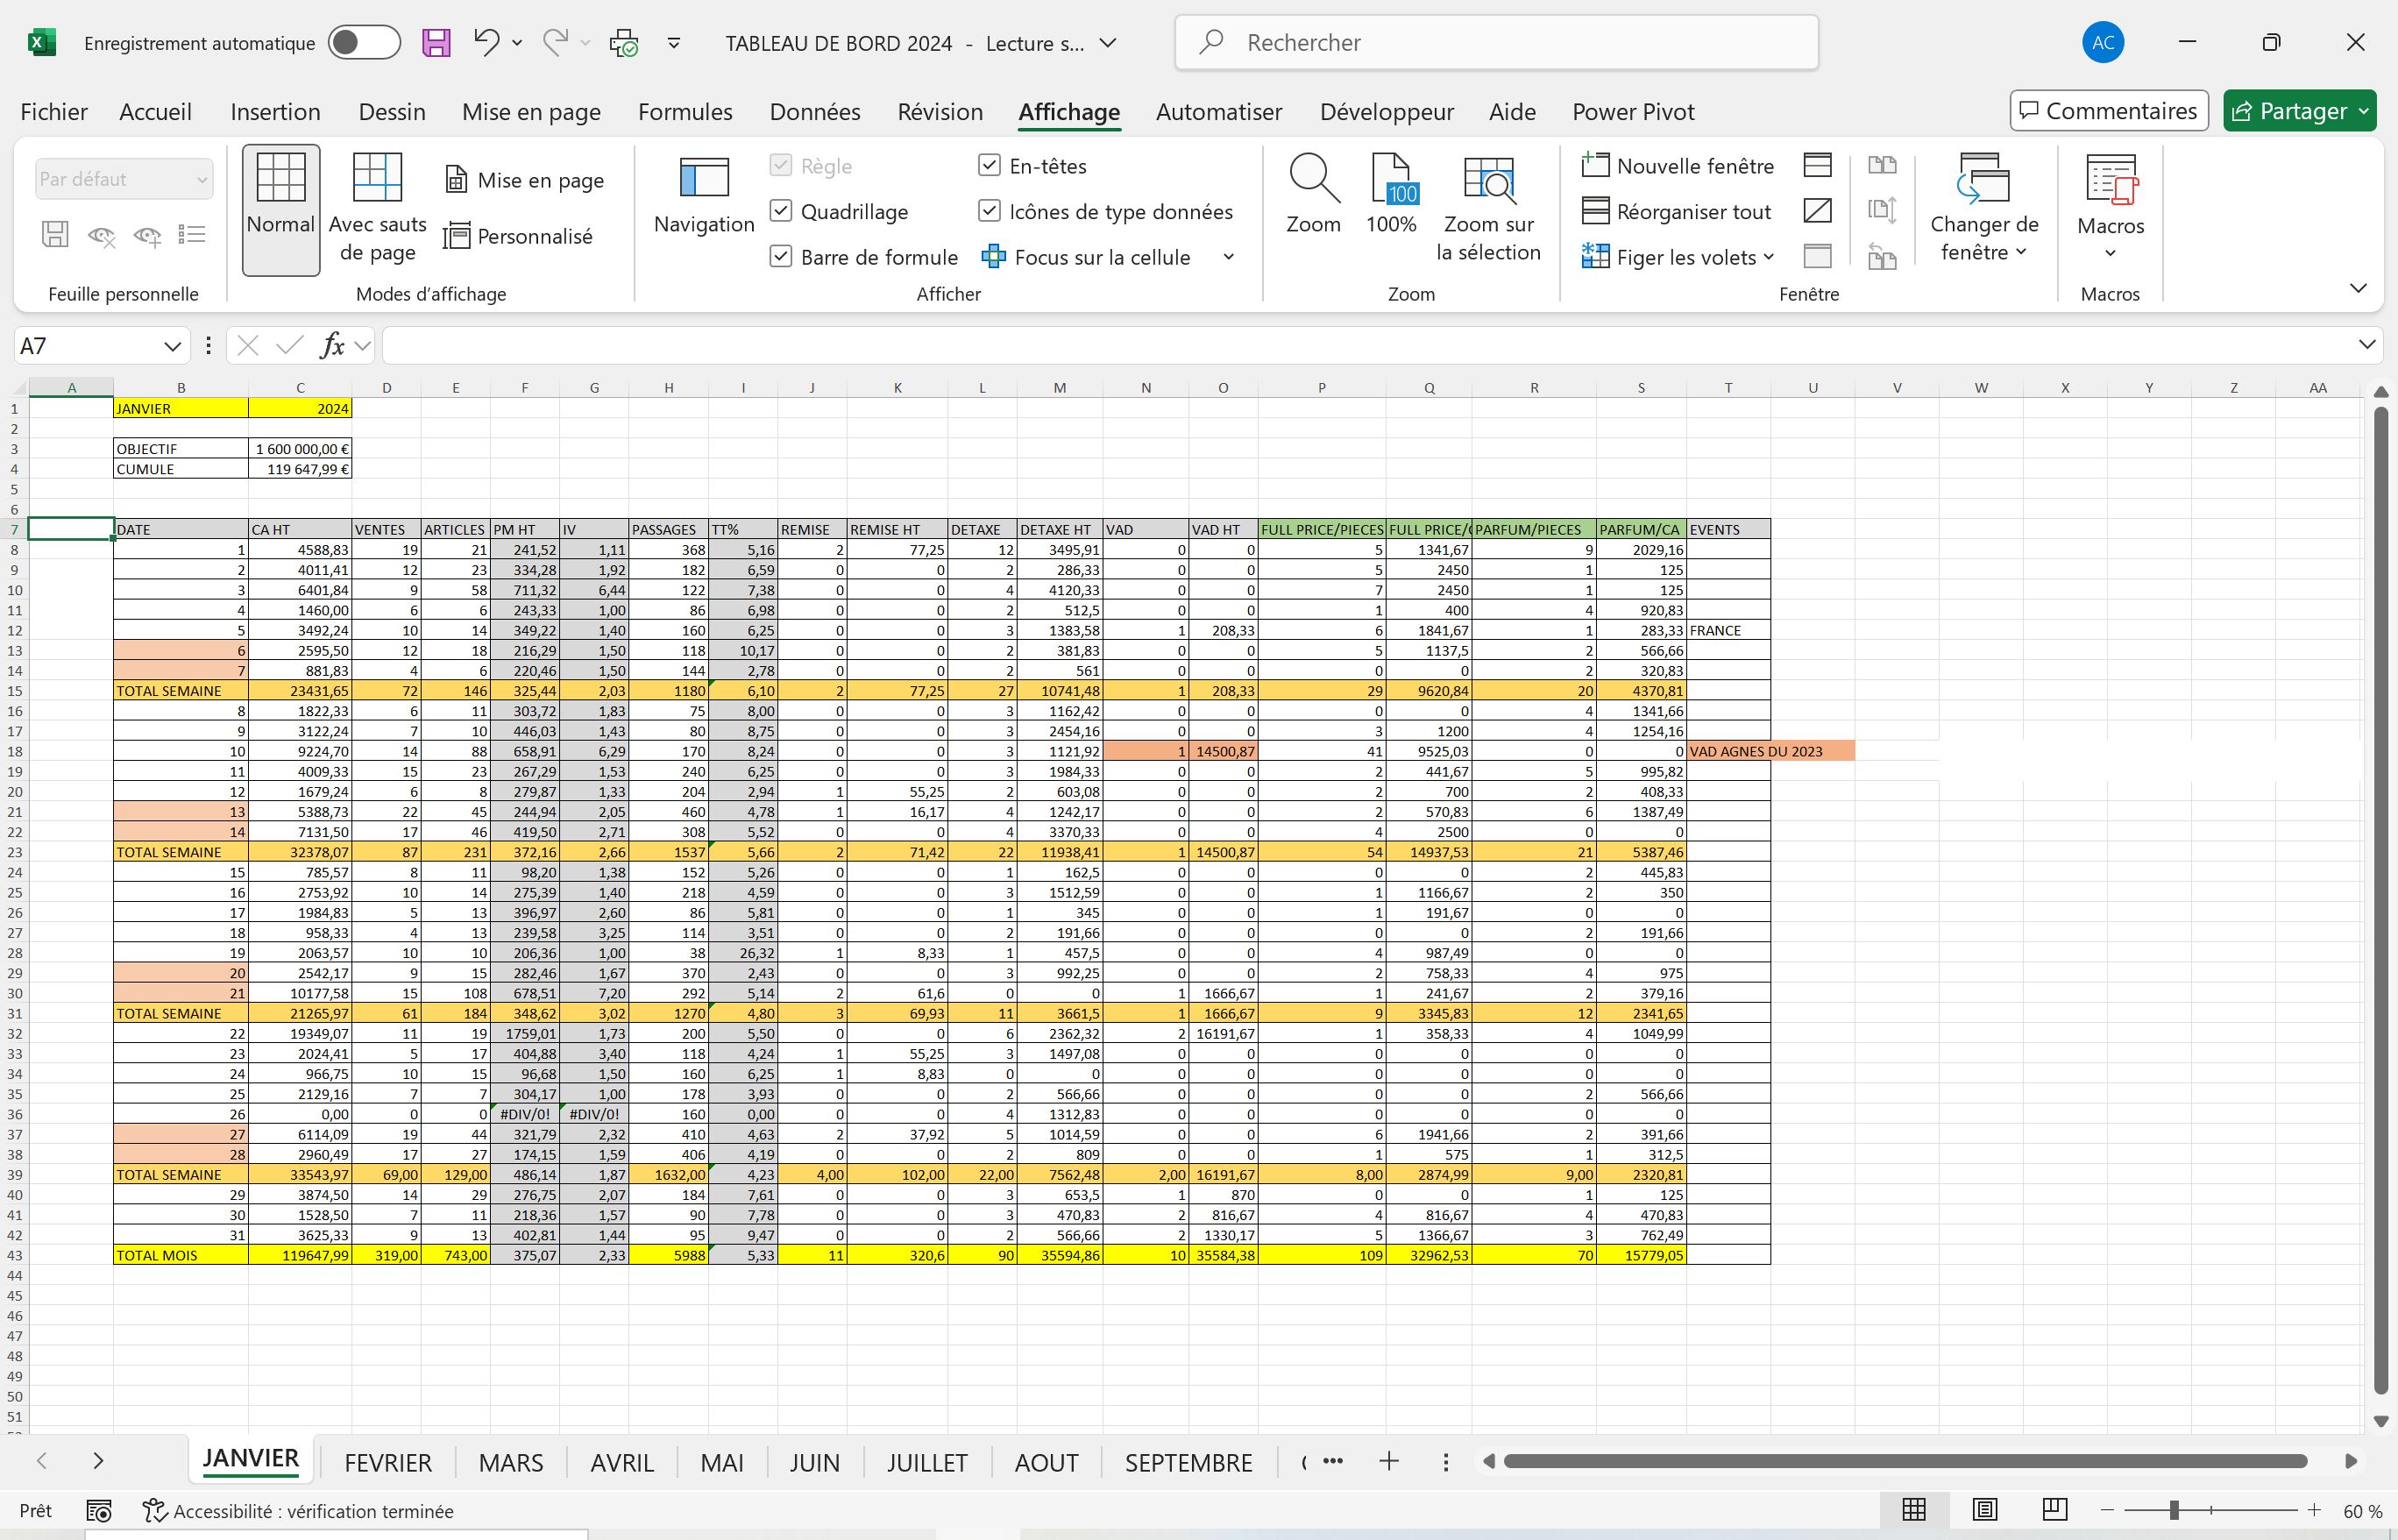 Enregistrement automatique TABLEAU DE BORD 2024 - Lecture s... Rechercher AC
Fichier Accueil Insertion Dessin Mise en page Formules Données Révision Affichage Automatiser Développeur Aide Power Pivot Commentaires Partager
Par défaut
Feuille personnelle
Normal
Avec sauts de page
Mise en page
Personnalisé
Modes d'affichage
Navigation
Règle
Quadrillage
Barre de formule
En-têtes
Icônes de type données
Focus sur la cellule
Afficher
Zoom
100
100%
Zoom sur la sélection
Zoom
Nouvelle fenêtre
Réorganiser tout
Figer les volets
Changer de fenêtre
Fenêtre
Macros
Macros
A7 fx
A B C D E F G H I J K L M N O P Q R S T U V W X Y Z AA
1 JANVIER 2024
2
3 OBJECTIF 1 600 000,00 €
4 CUMULE 119 647,99 €
5
6
7 DATE CA HT VENTES ARTICLES PM HT IV PASSAGES TT% REMISE REMISE HT DETAXE DETAXE HT VAD VAD HT FULL PRICE/PIECES FULL PRICE/ PARFUM/PIECES PARFUM/CA EVENTS
8 1 4588,83 19 21 241,52 1,11 368 5,16 2 77,25 12 3495,91 0 0 5 1341,67 9 2029,16
9 2 4011,41 12 23 334,28 1,92 182 6,59 0 0 2 286,33 0 0 5 2450 1 125
10 3 6401,84 9 58 711,32 6,44 122 7,38 0 0 4 4120,33 0 0 7 2450 1 125
11 4 1460,00 6 6 243,33 1,00 86 6,98 0 0 2 512,5 0 0 1 400 4 920,83
12 5 3492,24 10 14 349,22 1,40 160 6,25 0 0 3 1383,58 1 208,33 6 1841,67 1 283,33 FRANCE
13 6 2595,50 12 18 216,29 1,50 118 10,17 0 0 2 381,83 0 0 5 1137,5 2 566,66
14 7 881,83 4 6 220,46 1,50 144 2,78 0 0 2 561 0 0 0 0 2 320,83
15 TOTAL SEMAINE 23431,65 72 146 325,44 2,03 1180 6,10 2 77,25 27 10741,48 1 208,33 29 9620,84 20 4370,81
16 8 1822,33 6 11 303,72 1,83 75 8,00 0 0 3 1162,42 0 0 0 0 4 1341,66
17 9 3122,24 7 10 446,03 1,43 80 8,75 0 0 3 2454,16 0 0 3 1200 4 1254,16
18 10 9224,70 14 88 658,91 6,29 170 8,24 0 0 3 1121,92 1 14500,87 41 9525,03 0 0 VAD AGNES DU 2023
19 11 4009,33 15 23 267,29 1,53 240 6,25 0 0 3 1984,33 0 0 2 441,67 5 995,82
20 12 1679,24 6 8 279,87 1,33 204 2,94 1 55,25 2 603,08 0 0 2 700 2 408,33
21 13 5388,73 22 45 244,94 2,05 460 4,78 1 16,17 4 1242,17 0 0 2 570,83 6 1387,49
22 14 7131,50 17 46 419,50 2,71 308 5,52 0 0 4 3370,33 0 0 4 2500 0 0
23 TOTAL SEMAINE 32378,07 87 231 372,16 2,66 1537 5,66 2 71,42 22 11938,41 1 14500,87 54 14937,53 21 5387,46
24 15 785,57 8 11 98,20 1,38 152 5,26 0 0 1 162,5 0 0 0 0 2 445,83
25 16 2753,92 10 14 275,39 1,40 218 4,59 0 0 3 1512,59 0 0 1 1166,67 2 350
26 17 1984,83 5 13 396,97 2,60 86 5,81 0 0 1 345 0 0 1 191,67 0 0
27 18 958,33 4 13 239,58 3,25 114 3,51 0 0 2 191,66 0 0 0 0 2 191,66
28 19 2063,57 10 10 206,36 1,00 38 26,32 1 8,33 1 457,5 0 0 4 987,49 0 0
29 20 2542,17 9 15 282,46 1,67 370 2,43 0 0 3 992,25 0 0 2 758,33 4 975
30 21 10177,58 15 108 678,51 7,20 292 5,14 2 61,6 0 0 1 1666,67 1 241,67 2 379,16
31 TOTAL SEMAINE 21265,97 61 184 348,62 3,02 1270 4,80 3 69,93 11 3661,5 1 1666,67 9 3345,83 12 2341,65
32 22 19349,07 11 19 1759,01 1,73 200 5,50 0 0 6 2362,32 2 16191,67 1 358,33 4 1049,99
33 23 2024,41 5 17 404,88 3,40 118 4,24 1 55,25 3 1497,08 0 0 0 0 0 0
34 24 966,75 10 15 96,68 1,50 160 6,25 1 8,83 0 0 0 0 0 0 0 0
35 25 2129,16 7 7 304,17 1,00 178 3,93 0 0 2 566,66 0 0 0 0 2 566,66
36 26 0,00 0 0 #DIV/0! #DIV/0! 160 0,00 0 0 4 1312,83 0 0 0 0 0 0
37 27 6114,09 19 44 321,79 2,32 410 4,63 2 37,92 5 1014,59 0 0 6 1941,66 2 391,66
38 28 2960,49 17 27 174,15 1,59 406 4,19 0 0 2 809 0 0 1 575 1 312,5
39 TOTAL SEMAINE 33543,97 69,00 129,00 486,14 1,87 1632,00 4,23 4,00 102,00 22,00 7562,48 2,00 16191,67 8,00 2874,99 9,00 2320,81
40 29 3874,50 14 29 276,75 2,07 184 7,61 0 0 3 653,5 1 870 0 0 1 125
41 30 1528,50 7 11 218,36 1,57 90 7,78 0 0 3 470,83 2 816,67 4 816,67 4 470,83
42 31 3625,33 9 13 402,81 1,44 95 9,47 0 0 2 566,66 2 1330,17 5 1366,67 3 762,49
43 TOTAL MOIS 119647,99 319,00 743,00 375,07 2,33 5988 5,33 11 320,6 90 35594,86 10 35584,38 109 32962,53 70 15779,05
44
45
46
47
48
49
50
51
JANVIER FEVRIER MARS AVRIL MAI JUIN JUILLET AOUT SEPTEMBRE
Prêt Accessibilité : vérification terminée 60 %